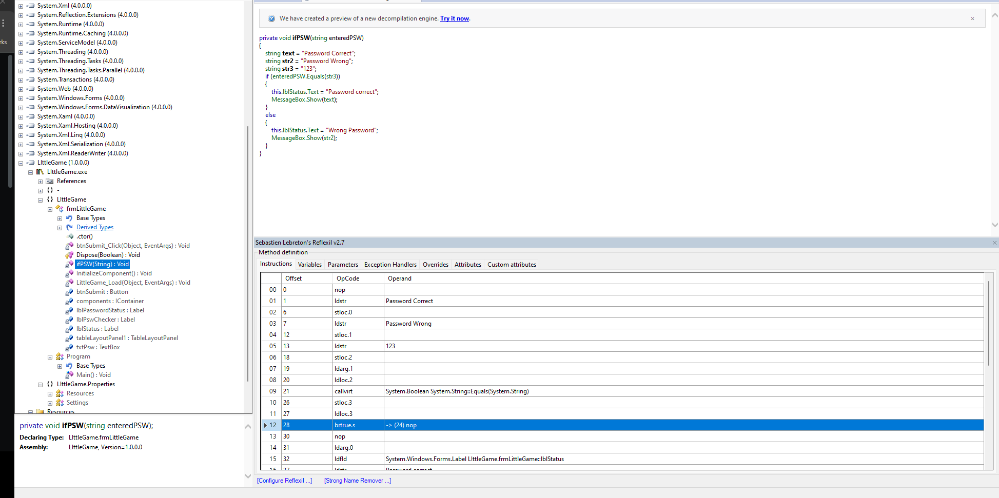 rks
System.Xml (4.0.0.0)
System.Reflection.Extensions (4.0.0.0)
System.Runtime (4.0.0.0)
System.Runtime.Caching (4.0.0.0)
System.ServiceModel (4.0.0.0)
System.Threading (4.0.0.0)
System.Threading.Tasks (4.0.0.0)
System.Threading.Tasks.Parallel (4.0.0.0)
System.Transactions (4.0.0.0)
System.Web (4.0.0.0)
System.Windows.Forms (4.0.0.0)
System.Windows.Forms.DataVisualization (4.0.0.0)
System.Xaml (4.0.0.0)
System.Xaml.Hosting (4.0.0.0)
System.Xml.Linq (4.0.0.0)
System.Xml.Serialization (4.0.0.0)
System.Xml.ReaderWriter (4.0.0.0)
LIttleGame (1.0.0.0)
LIttleGame.exe
References
{} -
{} LIttleGame
frmLittleGame
Base Types
Derived Types
.ctor()
btnSubmit_Click(Object, EventArgs) : Void
Dispose(Boolean) : Void
ifPSW(String) : Void
InitializeComponent() : Void
LittleGame_Load(Object, EventArgs) : Void
btnSubmit : Button
components : IContainer
lblPasswordStatus : Label
lblPswChecker : Label
lblStatus : Label
tableLayoutPanel1 : TableLayoutPanel
txtPsw : TextBox
Program
Base Types
Main() : Void
{} LIttleGame.Properties
Resources
Settings
Resources
private void ifPSW(string enteredPSW);
Declaring Type: LIttleGame.frmLittleGame
Assembly: LIttleGame, Version=1.0.0.0
We have created a preview of a new decompilation engine. Try it now.
private void ifPSW(string enteredPSW)
{
string text = "Password Correct";
string str2 = "Password Wrong";
string str3 = "123";
if (enteredPSW.Equals(str3))
{
this.lblStatus.Text = "Password correct";
MessageBox.Show(text);
}
else
{
this.lblStatus.Text = "Wrong Password";
MessageBox.Show(str2);
}
}
Sebastien Lebreton's Reflexil v2.7
Method definition
Instructions Variables Parameters Exception Handlers Overrides Attributes Custom attributes
Offset OpCode Operand
00 0 nop
01 1 ldstr Password Correct
02 6 stloc.0
03 7 ldstr Password Wrong
04 12 stloc.1
05 13 ldstr 123
06 18 stloc.2
07 19 ldarg.1
08 20 ldloc.2
09 21 callvirt System.Boolean System.String::Equals(System.String)
10 26 stloc.3
11 27 ldloc.3
12 28 brtrue.s -> (24) nop
13 30 nop
14 31 ldarg.0
15 32 ldfld System.Windows.Forms.Label LIttleGame.frmLittleGame::lblStatus
16 37 ldstr Password correct
[Configure Reflexil ...] [Strong Name Remover ...]